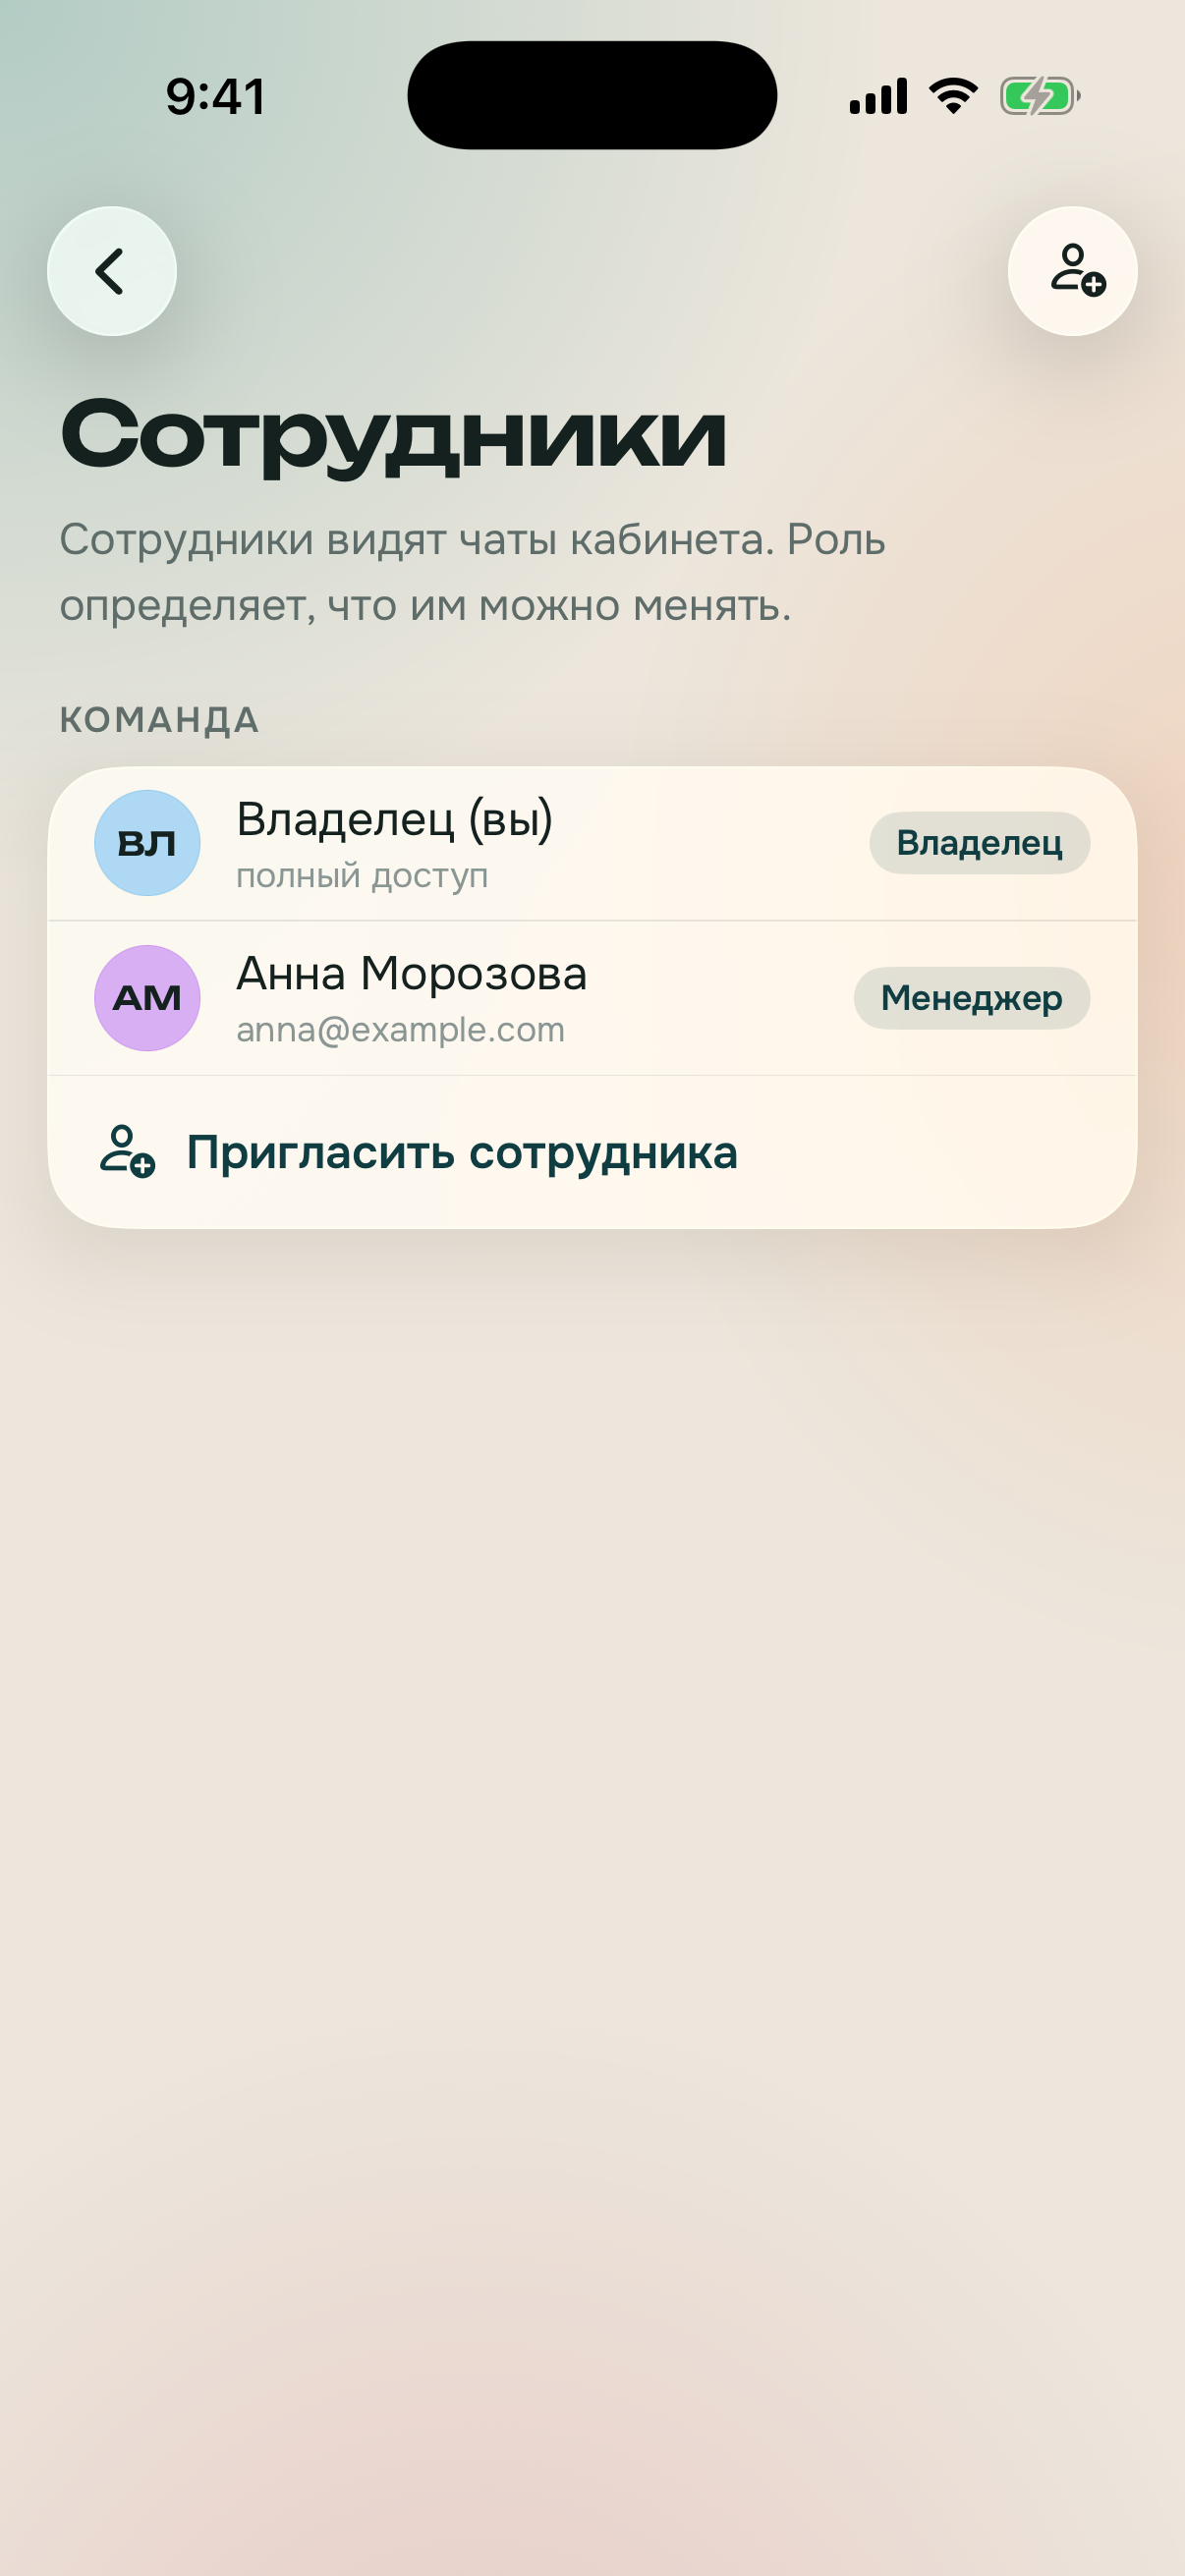 9:41
Сотрудники
Сотрудники видят чаты кабинета. Роль
определяет, что им можно менять.
КОМАНДА
ВЛ
Владелец (вы)
полный доступ
Владелец
АМ
Анна Морозова
anna@example.com
Менеджер
Пригласить сотрудника